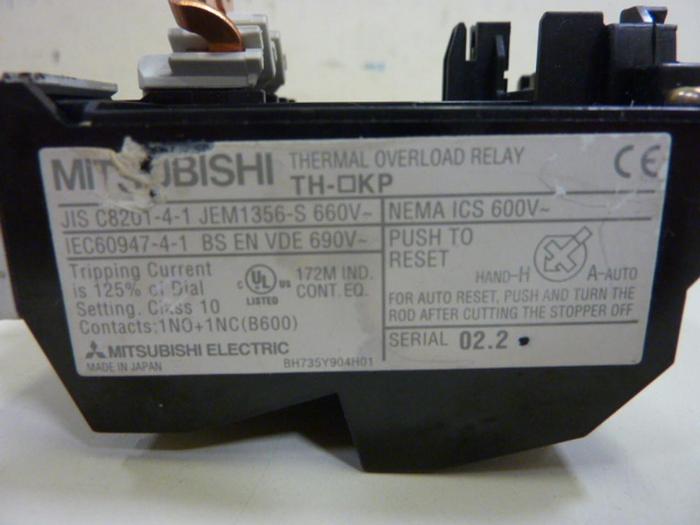 MITSUBISHI THERMAL OVERLOAD RELAY
TH-□KP
CE
JIS C8201-4-1 JEM1356-S 660V~
IEC60947-4-1 BS EN VDE 690V~
Tripping Current
is 125% of Dial
Setting. Class 10
Contacts:1NO+1NC(B600)
C UL US
LISTED
172M IND.
CONT. EQ.
MITSUBISHI ELECTRIC
MADE IN JAPAN
BH735Y904H01
NEMA ICS 600V~
PUSH TO
RESET
HAND-H A-AUTO
FOR AUTO RESET, PUSH AND TURN THE
ROD AFTER CUTTING THE STOPPER OFF
SERIAL 02.2